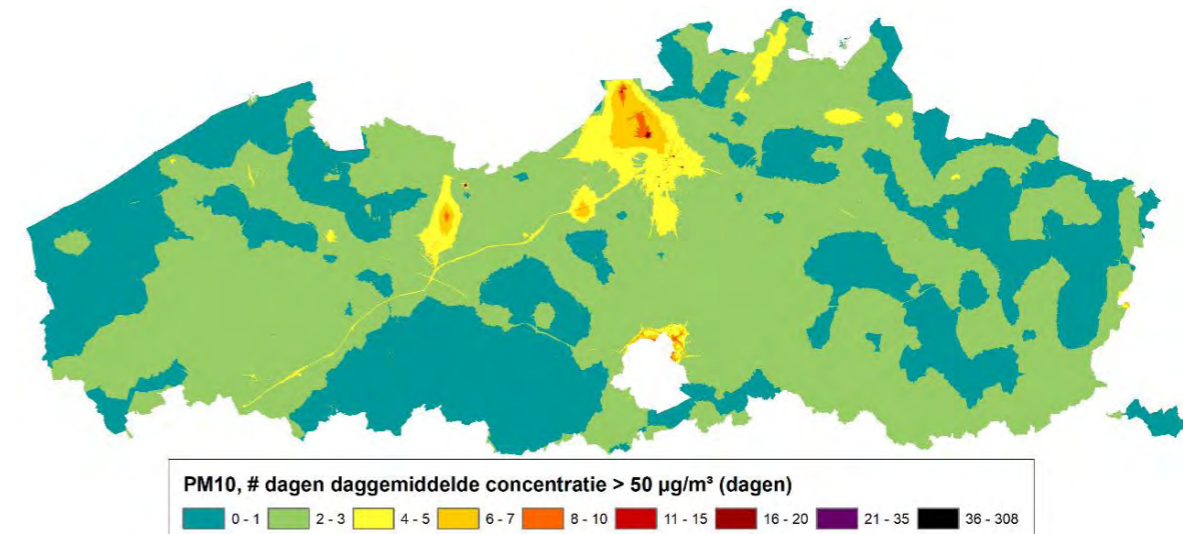 PM10, # dagen daggemiddelde concentratie > 50 µg/m³ (dagen)
0 - 1 2 - 3 4 - 5 6 - 7 8 - 10 11 - 15 16 - 20 21 - 35 36 - 308